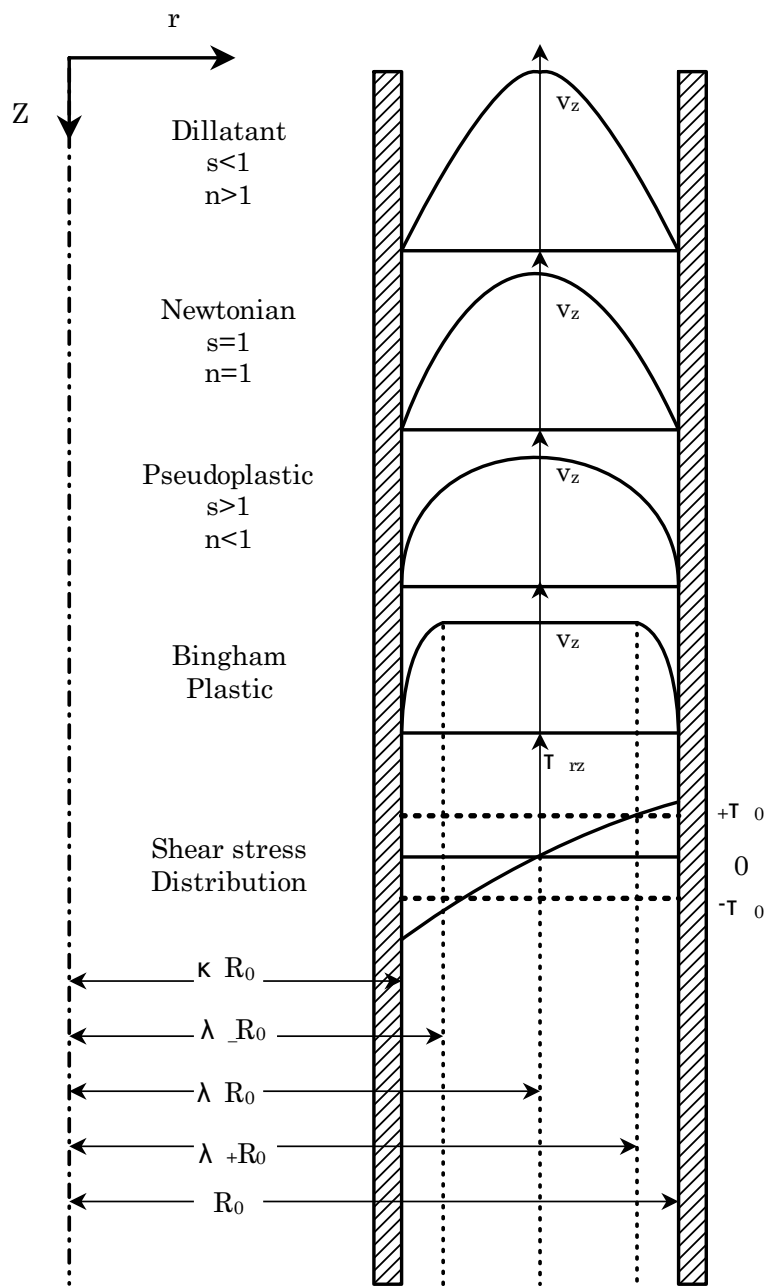 r
Z
Dillatant
s<1
n>1
vz
Newtonian
s=1
n=1
vz
Pseudoplastic
s>1
n<1
vz
Bingham
Plastic
vz
τ rz
+τ 0
Shear stress
Distribution
0
-τ 0
κ R0
λ _R0
λ R0
λ +R0
R0